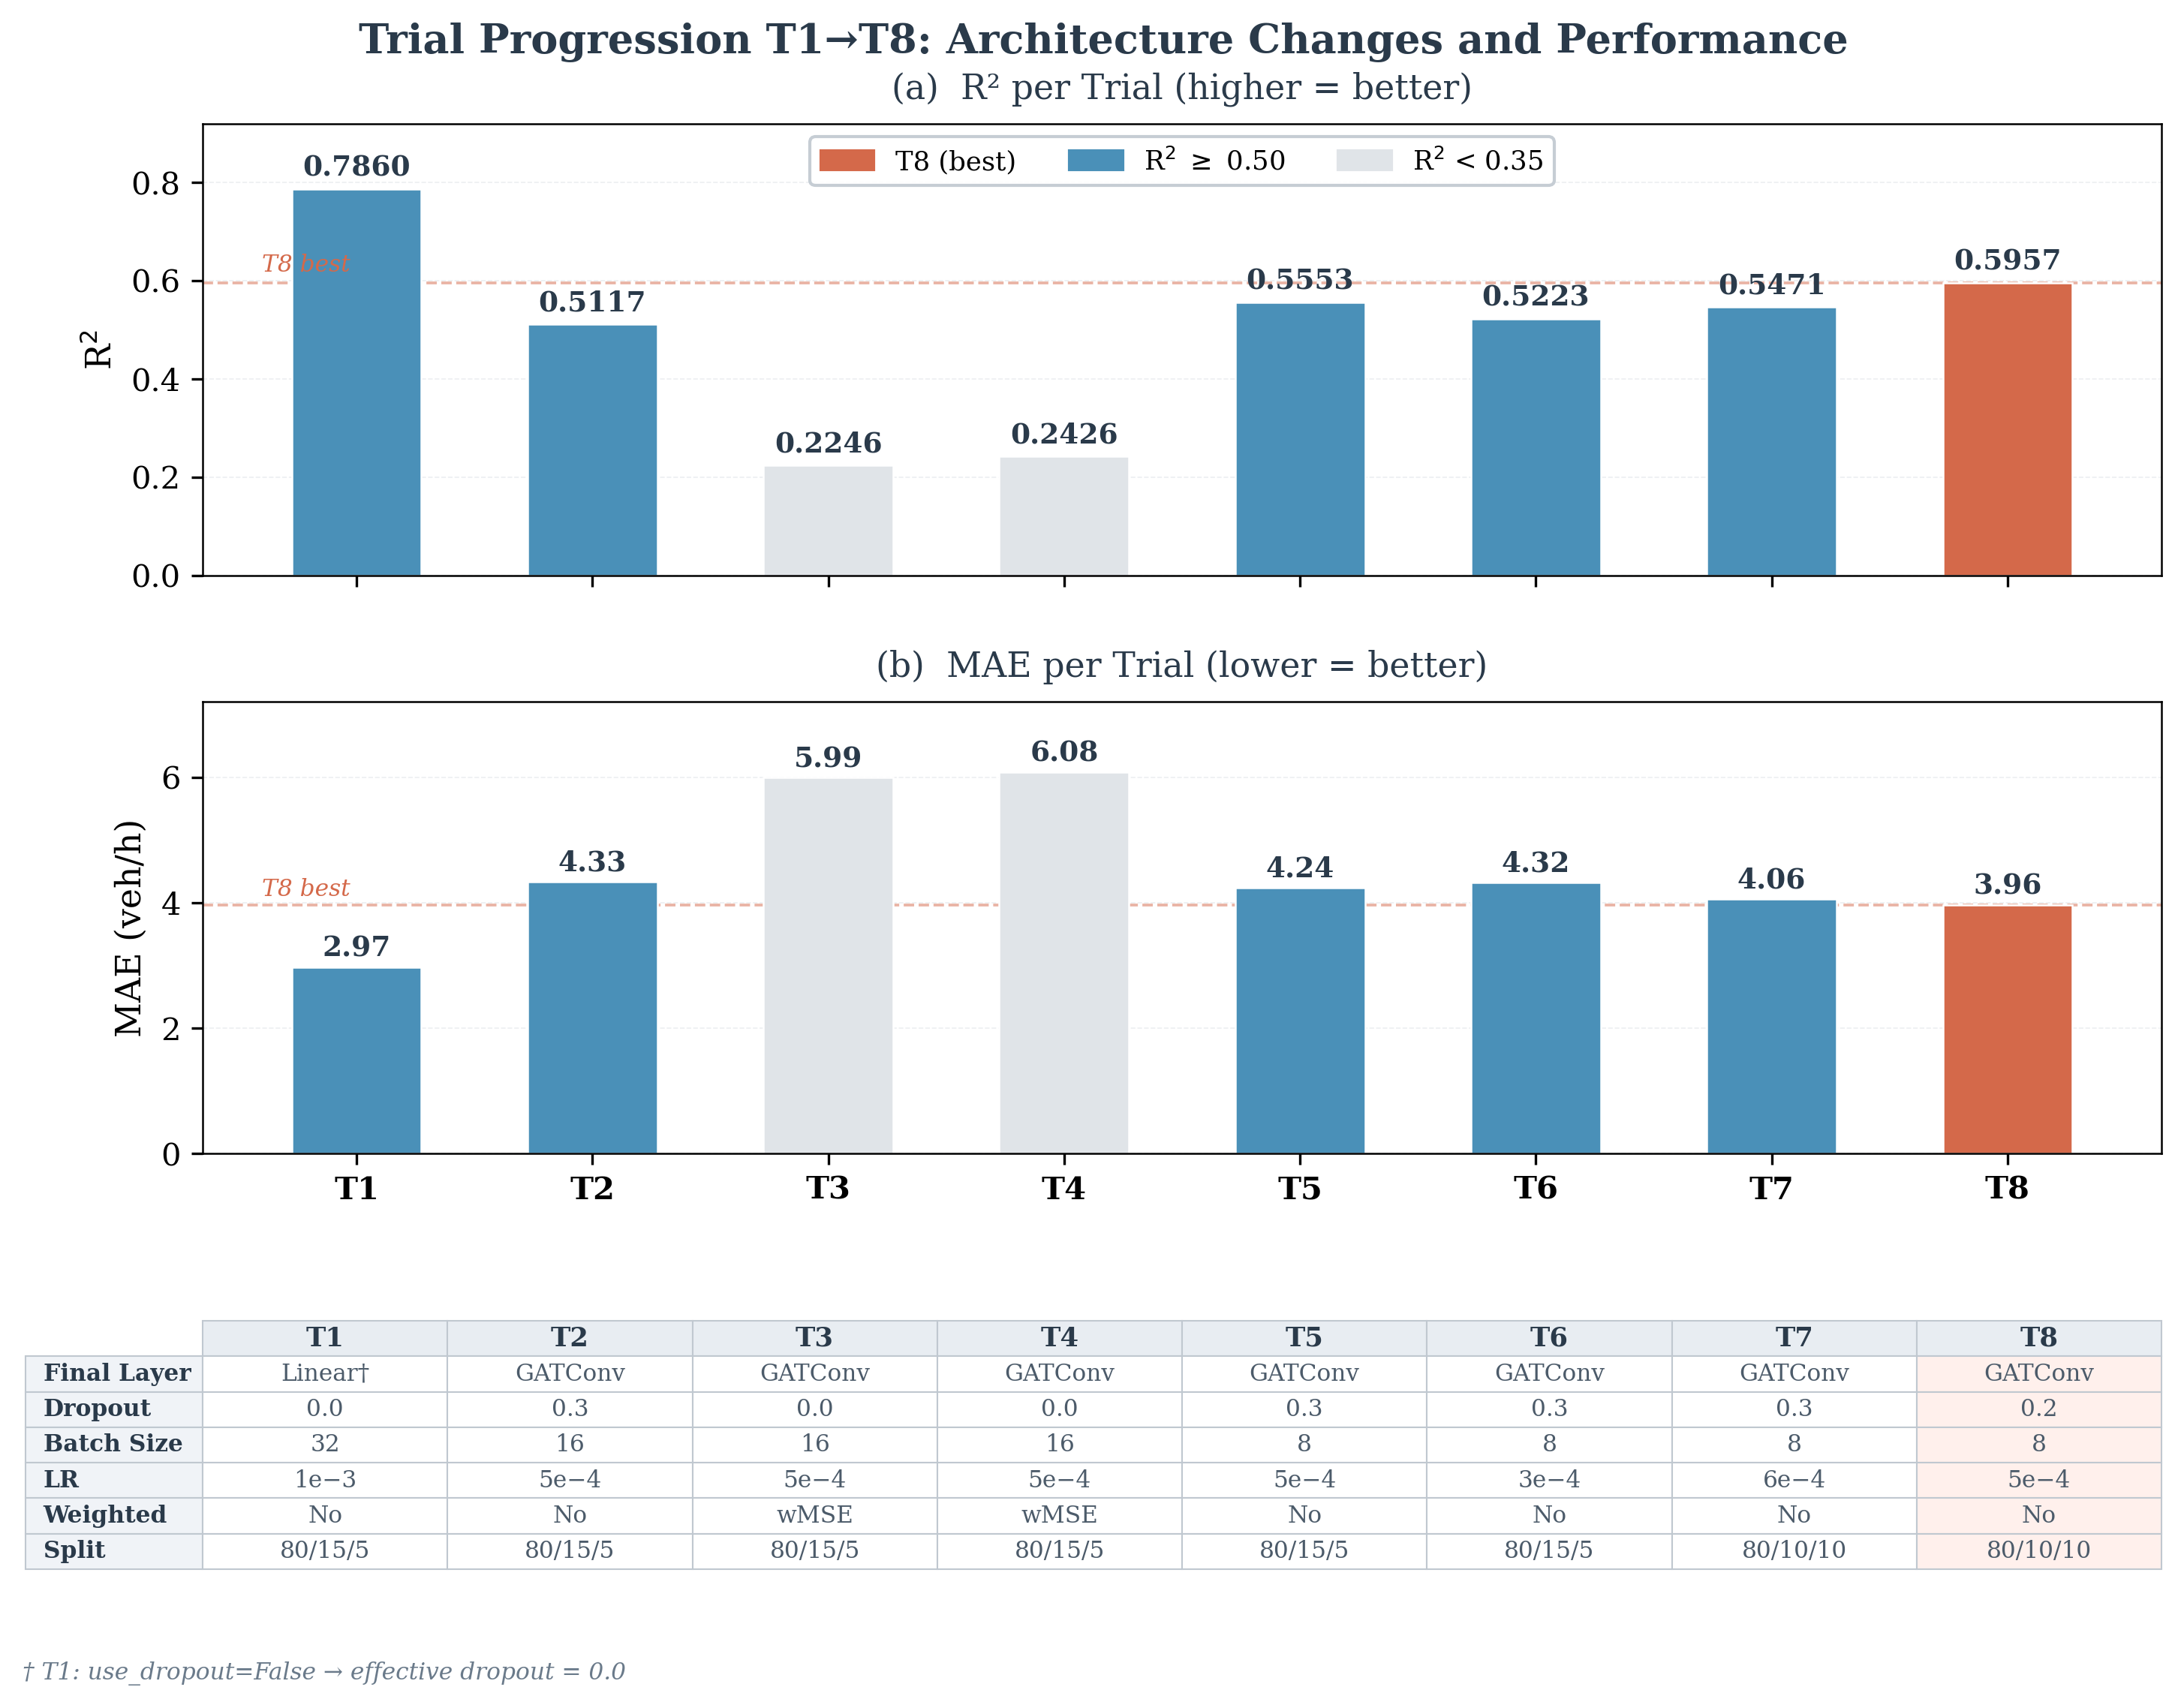 Trial Progression T1→T8: Architecture Changes and Performance
(a)  R² per Trial (higher = better)
T8 (best)  R² ≥ 0.50  R² < 0.35
R²
0.8
0.6
0.4
0.2
0.0
T8 best
0.7860
0.5117
0.2246
0.2426
0.5553
0.5223
0.5471
0.5957
(b)  MAE per Trial (lower = better)
MAE (veh/h)
6
4
2
0
T8 best
2.97
4.33
5.99
6.08
4.24
4.32
4.06
3.96
T1 T2 T3 T4 T5 T6 T7 T8
T1 T2 T3 T4 T5 T6 T7 T8
Final Layer Linear† GATConv GATConv GATConv GATConv GATConv GATConv GATConv
Dropout 0.0 0.3 0.0 0.0 0.3 0.3 0.3 0.2
Batch Size 32 16 16 16 8 8 8 8
LR 1e−3 5e−4 5e−4 5e−4 5e−4 3e−4 6e−4 5e−4
Weighted No No wMSE wMSE No No No No
Split 80/15/5 80/15/5 80/15/5 80/15/5 80/15/5 80/15/5 80/10/10 80/10/10
† T1: use_dropout=False → effective dropout = 0.0